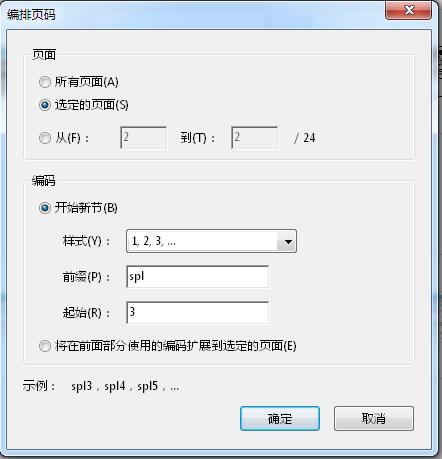 编排页码
页面
所有页面(A)
选定的页面(S)
从(F)： 2 到(T)： 2 / 24
编码
开始新节(B)
样式(Y)： 1, 2, 3, ...
前缀(P)： spl
起始(R)： 3
将在前面部分使用的编码扩展到选定的页面(E)
示例： spl3，spl4，spl5，...
确定 取消